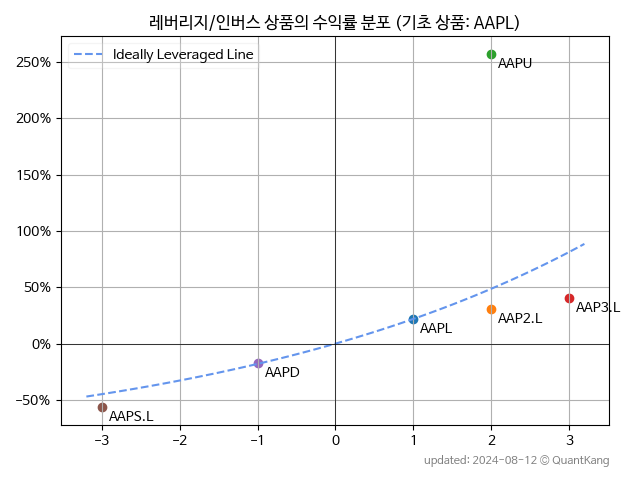 레버리지/인버스 상품의 수익률 분포 (기초 상품: AAPL)
Ideally Leveraged Line
250%
200%
150%
100%
50%
0%
−50%
AAPU
AAP3.L
AAP2.L
AAPL
AAPD
AAPS.L
−3 −2 −1 0 1 2 3
updated: 2024-08-12 © QuantKang